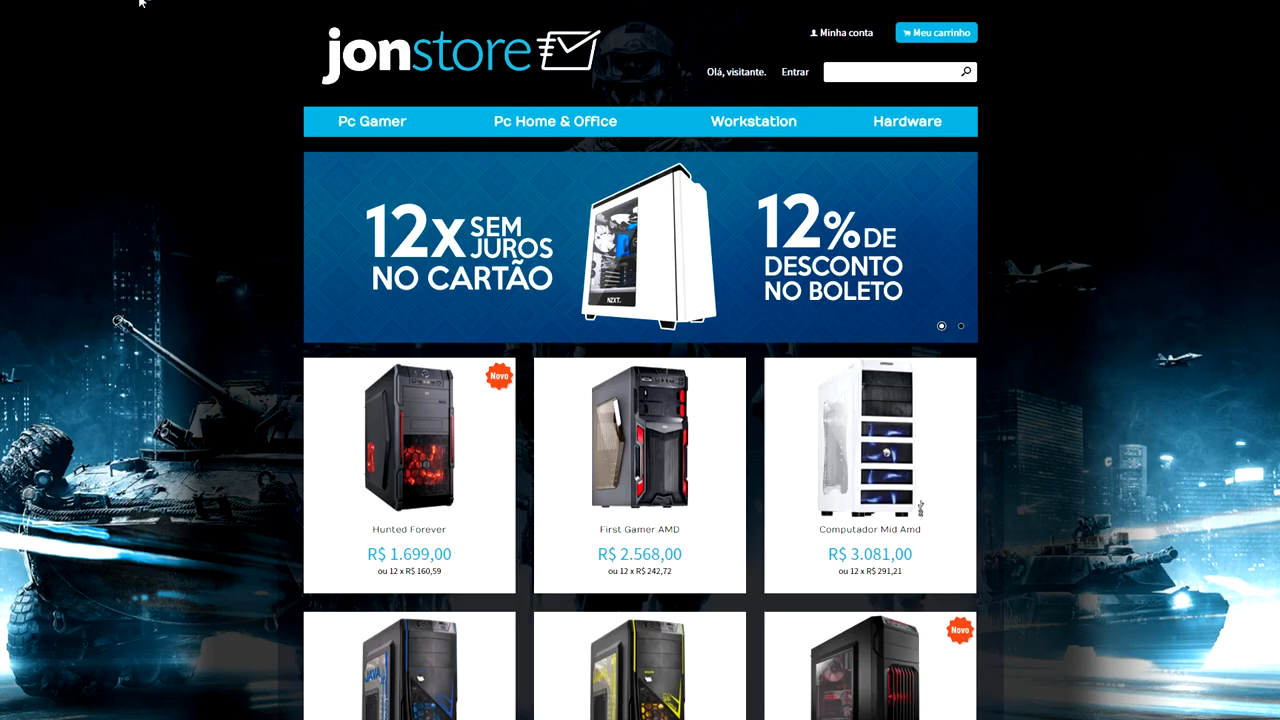 jonstore
Minha conta
Meu carrinho
Olá, visitante.
Entrar
Pc Gamer
Pc Home & Office
Workstation
Hardware
12x SEM
JUROS
NO CARTÃO
NZXT.
12% DE
DESCONTO
NO BOLETO
Novo
Hunted Forever
R$ 1.699,00
ou 12 x R$ 160,59
First Gamer AMD
R$ 2.568,00
ou 12 x R$ 242,72
Computador Mid Amd
R$ 3.081,00
ou 12 x R$ 291,21
Novo